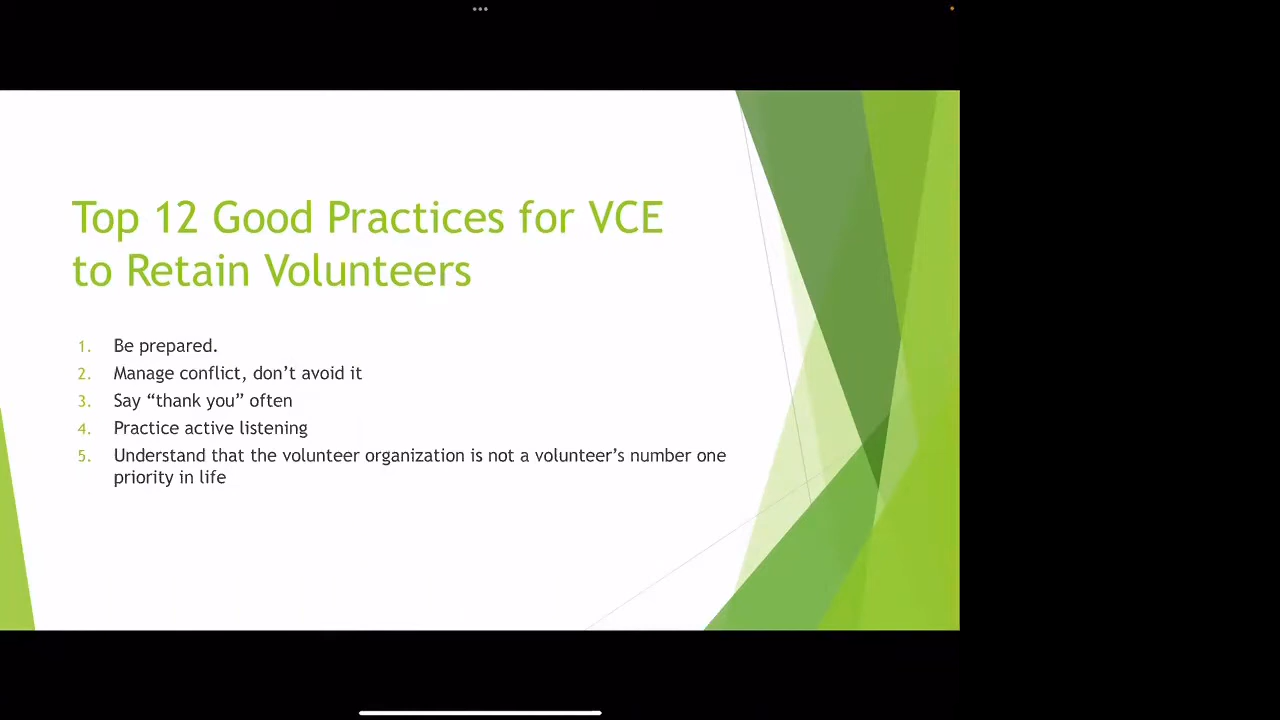 Top 12 Good Practices for VCE
to Retain Volunteers
1. Be prepared.
2. Manage conflict, don’t avoid it
3. Say “thank you” often
4. Practice active listening
5. Understand that the volunteer organization is not a volunteer’s number one
priority in life